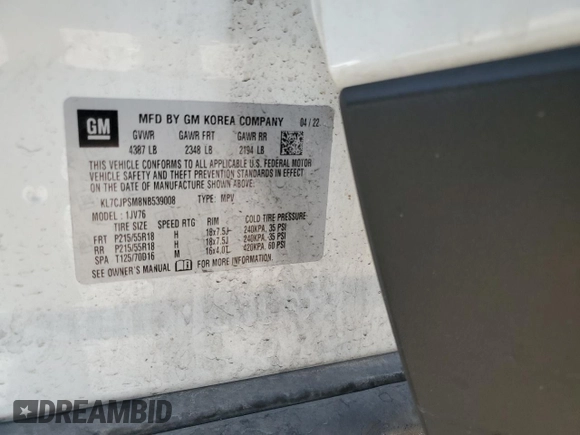 GM
MFD BY GM KOREA COMPANY 04 / 22
GVWR GAWR FRT GAWR RR
4387 LB 2348 LB 2194 LB
THIS VEHICLE CONFORMS TO ALL APPLICABLE U.S. FEDERAL MOTOR
VEHICLE SAFETY AND THEFT PREVENTION STANDARDS IN EFFECT ON
THE DATE OF MANUFACTURE SHOWN ABOVE.
KL7CJPSM8NB539008 TYPE: MPV
MODEL : 1JV76
TIRE SIZE SPEED RTG RIM COLD TIRE PRESSURE
FRT P215/55R18 H 18x7.5J 240KPA, 35 PSI
RR P215/55R18 H 18x7.5J 240KPA, 35 PSI
SPA T125/70D16 M 16x4.0T 420KPA, 60 PSI
SEE OWNER'S MANUAL FOR MORE INFORMATION.
DREAMBID